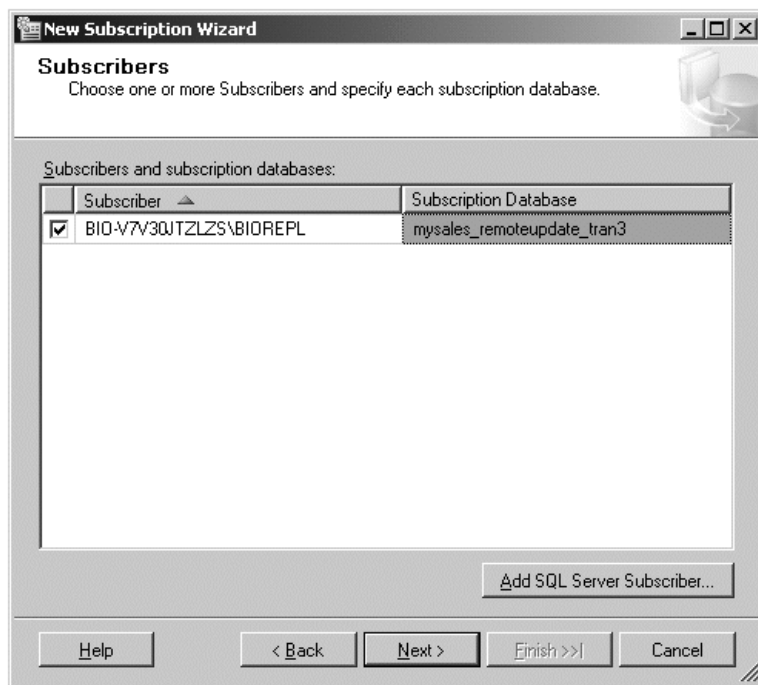 New Subscription Wizard
Subscribers
Choose one or more Subscribers and specify each subscription database.
Subscribers and subscription databases:
Subscriber Subscription Database
BIO-V7V30JTZLZS\BIOREPL mysales_remoteupdate_tran3
Add SQL Server Subscriber...
Help < Back Next > Finish >>| Cancel